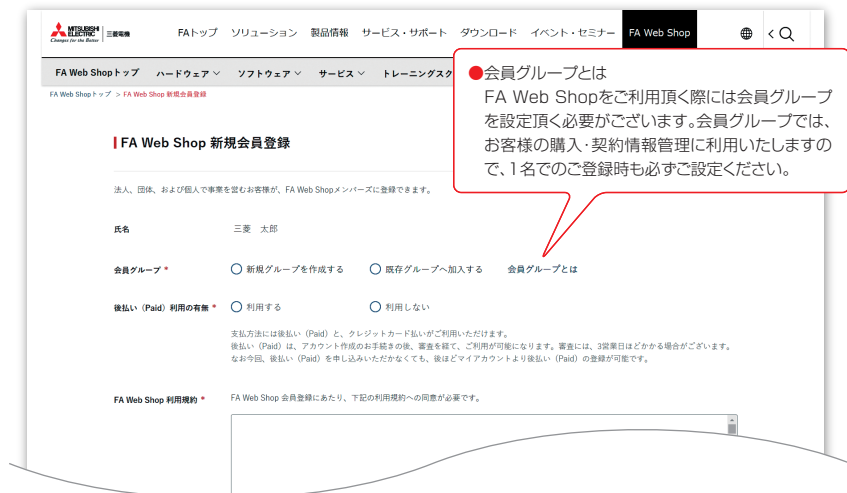 MITSUBISHI
ELECTRIC
Changes for the Better
三菱電機
FAトップ ソリューション 製品情報 サービス・サポート ダウンロード イベント・セミナー FA Web Shop
FA Web Shopトップ ハードウェア ソフトウェア サービス トレーニングスク
FA Web Shopトップ > FA Web Shop 新規会員登録
●会員グループとは
FA Web Shopをご利用頂く際には会員グループ
を設定頂く必要がございます。会員グループでは、
お客様の購入・契約情報管理に利用いたしますの
で、1名でのご登録時も必ずご設定ください。
FA Web Shop 新規会員登録
法人、団体、および個人で事業を営むお客様が、FA Web Shopメンバーズに登録できます。
氏名 三菱 太郎
会員グループ * 新規グループを作成する 既存グループへ加入する 会員グループとは
後払い（Paid）利用の有無 * 利用する 利用しない
支払方法には後払い（Paid）と、クレジットカード払いがご利用いただけます。
後払い（Paid）は、アカウント作成のお手続きの後、審査を経て、ご利用が可能になります。審査には、3営業日ほどかかる場合がございます。
なお今回、後払い（Paid）を申し込みいただかなくても、後ほどマイアカウントより後払い（Paid）の登録が可能です。
FA Web Shop 利用規約 * FA Web Shop 会員登録にあたり、下記の利用規約への同意が必要です。